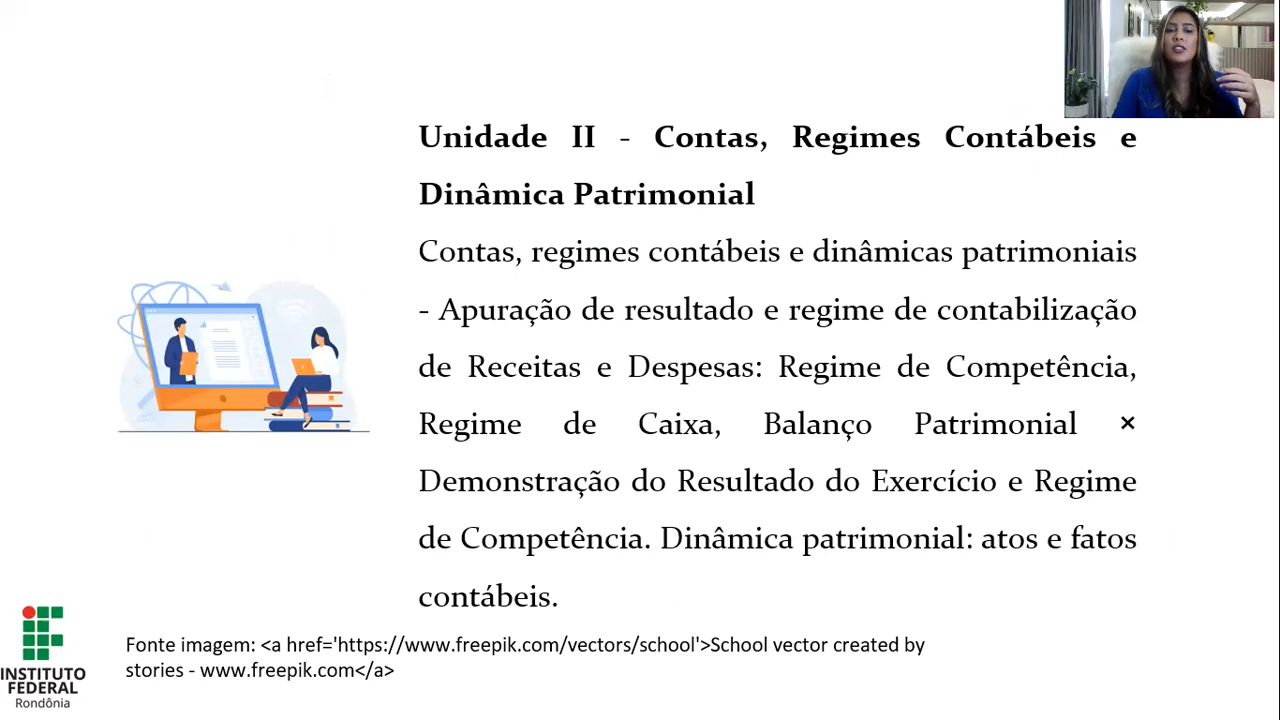 Unidade II - Contas, Regimes Contábeis e
Dinâmica Patrimonial
Contas, regimes contábeis e dinâmicas patrimoniais
- Apuração de resultado e regime de contabilização
de Receitas e Despesas: Regime de Competência,
Regime de Caixa, Balanço Patrimonial ×
Demonstração do Resultado do Exercício e Regime
de Competência. Dinâmica patrimonial: atos e fatos
contábeis.
Fonte imagem: <a href='https://www.freepik.com/vectors/school'>School vector created by
stories - www.freepik.com</a>
INSTITUTO
FEDERAL
Rondônia